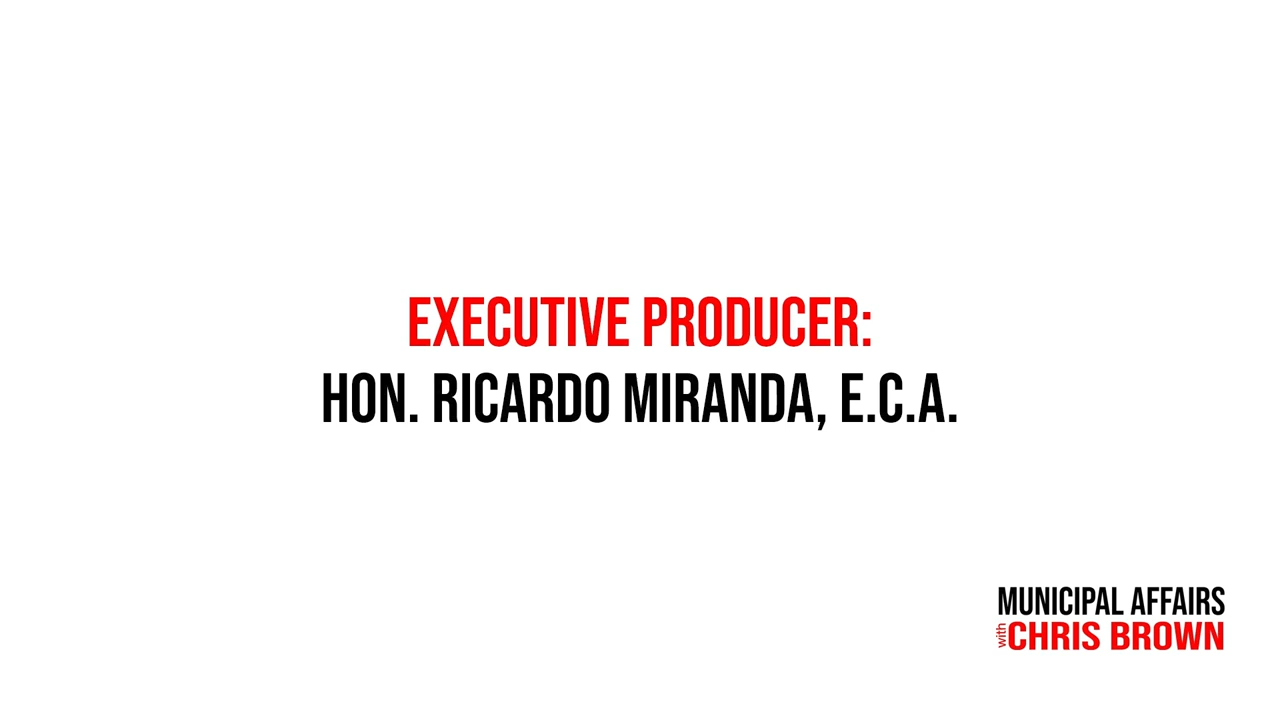 EXECUTIVE PRODUCER:
HON. RICARDO MIRANDA, E.C.A.
MUNICIPAL AFFAIRS
with CHRIS BROWN